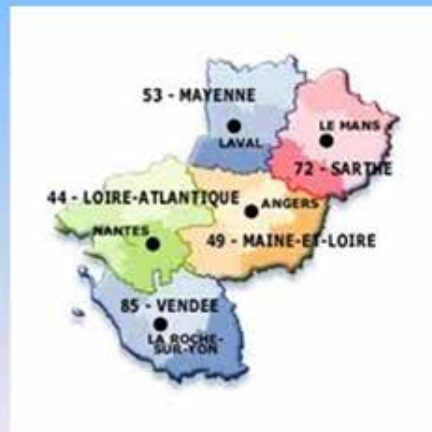 53 - MAYENNE
LAVAL
LE MANS
72 - SARTHE
44 - LOIRE-ATLANTIQUE
ANGERS
NANTES
49 - MAINE-ET-LOIRE
85 - VENDEE
LA ROCHE-
SUR-YON